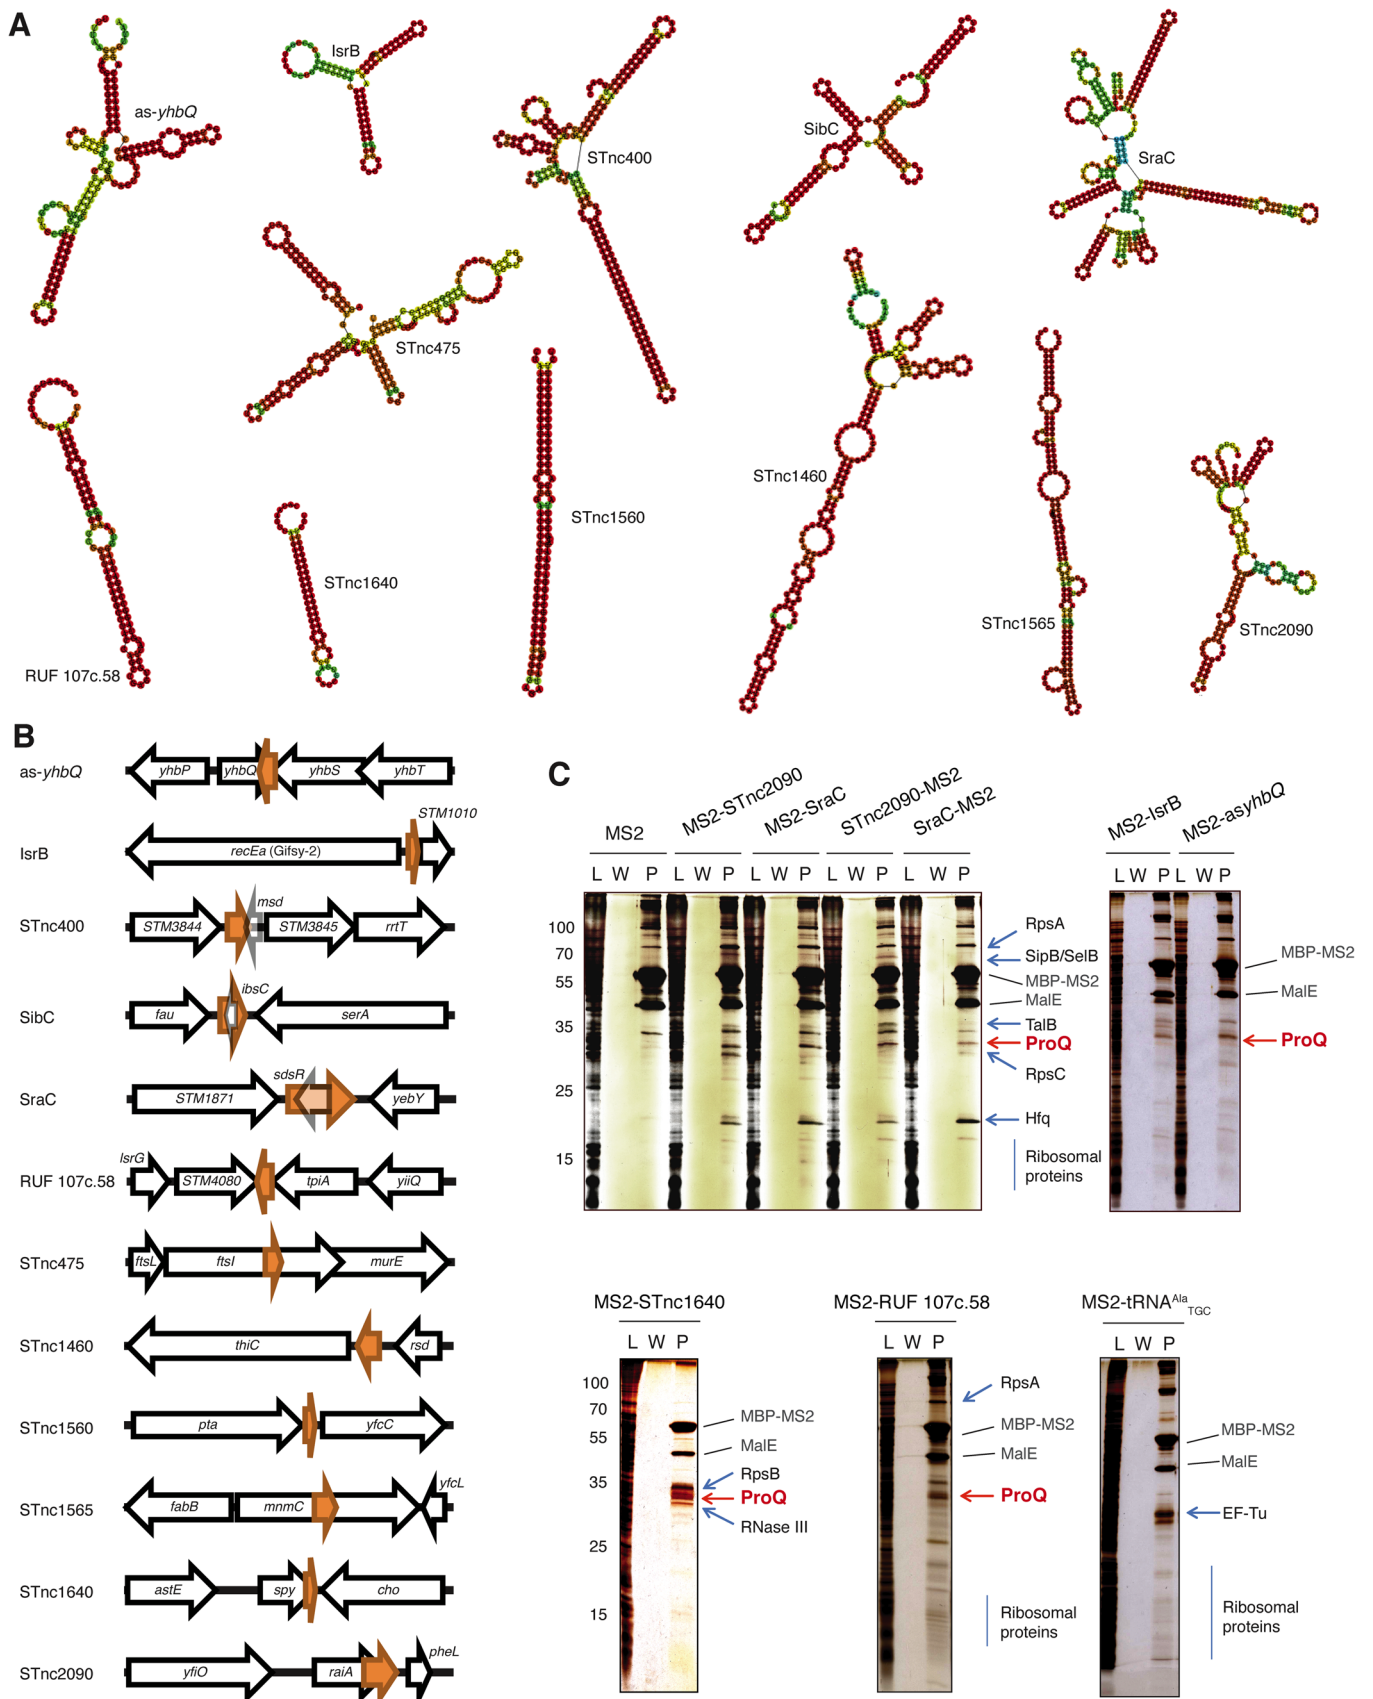 A
as-yhbQ
IsrB
STnc400
SibC
SraC
STnc475
STnc1460
STnc1560
STnc1640
STnc1565
STnc2090
RUF 107c.58
B
as-yhbQ
yhbP
yhbQ
yhbS
yhbT
IsrB
recEa (Gifsy-2)
STM1010
STnc400
STM3844
msd
STM3845
rrtT
SibC
fau
ibsC
serA
SraC
STM1871
sdsR
yebY
RUF 107c.58
lsrG
STM4080
tpiA
yiiQ
STnc475
ftsL
ftsI
murE
STnc1460
thiC
rsd
STnc1560
pta
yfcC
STnc1565
fabB
mnmC
yfcL
STnc1640
astE
spy
cho
STnc2090
yfiO
raiA
pheL
C
MS2
MS2-STnc2090
MS2-SraC
STnc2090-MS2
SraC-MS2
L W P L W P L W P L W P L W P
100
70
55
35
25
15
RpsA
SipB/SelB
MBP-MS2
MalE
TalB
ProQ
RpsC
Hfq
Ribosomal
proteins
MS2-IsrB
MS2-asyhbQ
L W P L W P
MBP-MS2
MalE
ProQ
MS2-STnc1640
L W P
100
70
55
35
25
15
MBP-MS2
MalE
RpsB
ProQ
RNase III
MS2-RUF 107c.58
L W P
RpsA
MBP-MS2
MalE
ProQ
Ribosomal
proteins
MS2-tRNAAlaTGC
L W P
MBP-MS2
MalE
EF-Tu
Ribosomal
proteins